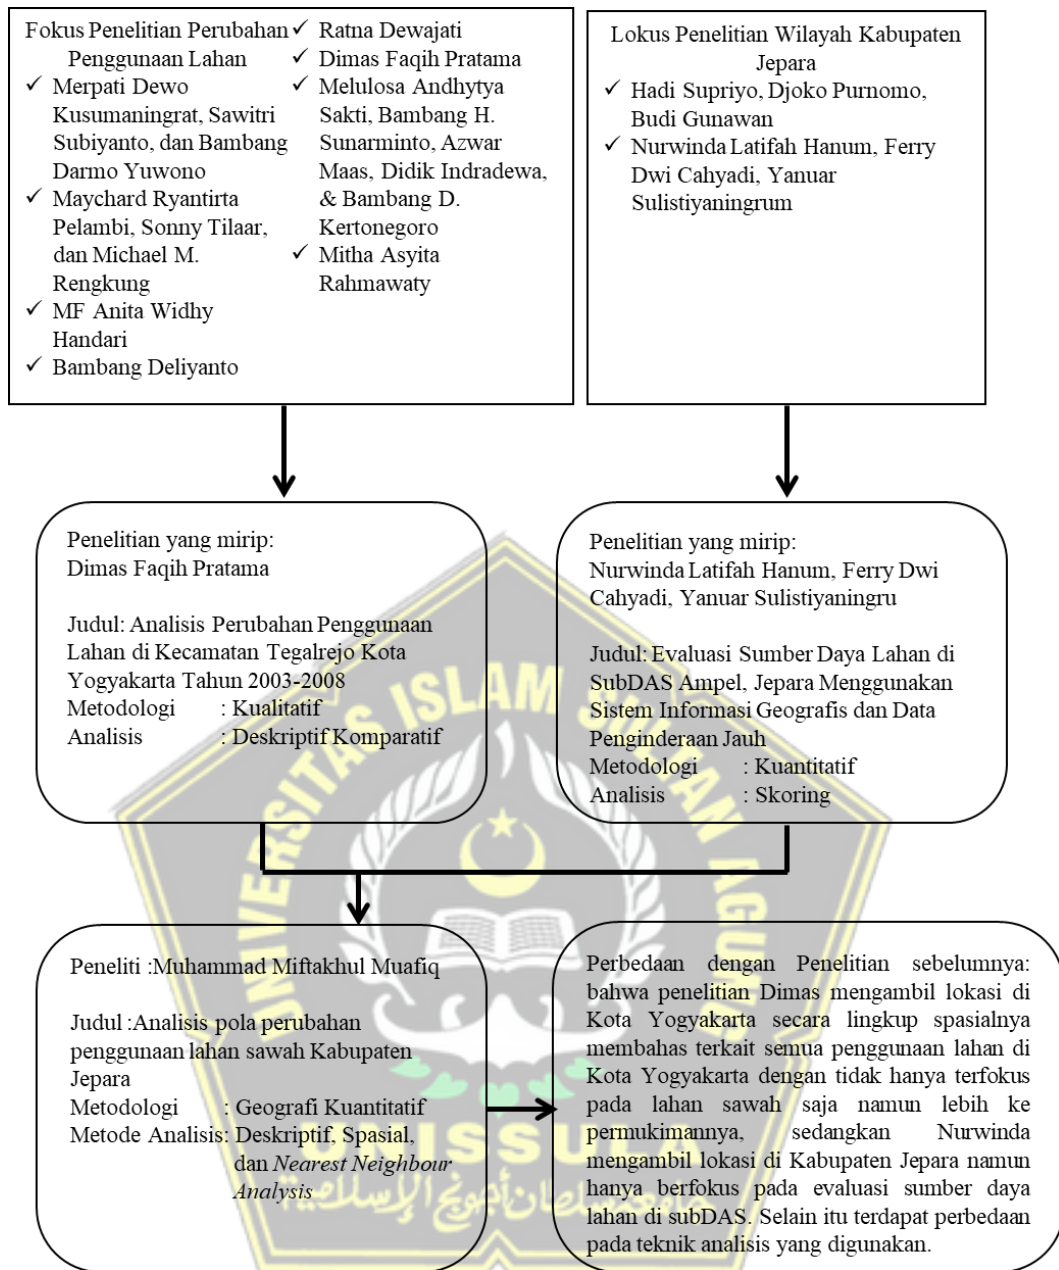 Fokus Penelitian Perubahan
Penggunaan Lahan
✓ Merpati Dewo
Kusumaningrat, Sawitri
Subiyanto, dan Bambang
Darmo Yuwono
✓ Maychard Ryantirta
Pelambi, Sonny Tilaar,
dan Michael M.
Rengkung
✓ MF Anita Widhy
Handari
✓ Bambang Deliyanto
✓ Ratna Dewajati
✓ Dimas Faqih Pratama
✓ Melulosa Andhytya
Sakti, Bambang H.
Sunarminto, Azwar
Maas, Didik Indradewa,
& Bambang D.
Kertonegoro
✓ Mitha Asyita
Rahmawaty
Lokus Penelitian Wilayah Kabupaten
Jepara
✓ Hadi Supriyo, Djoko Purnomo,
Budi Gunawan
✓ Nurwinda Latifah Hanum, Ferry
Dwi Cahyadi, Yanuar
Sulistiyaningrum
Penelitian yang mirip:
Dimas Faqih Pratama
Judul: Analisis Perubahan Penggunaan
Lahan di Kecamatan Tegalrejo Kota
Yogyakarta Tahun 2003-2008
Metodologi : Kualitatif
Analisis : Deskriptif Komparatif
Penelitian yang mirip:
Nurwinda Latifah Hanum, Ferry Dwi
Cahyadi, Yanuar Sulistiyaningru
Judul: Evaluasi Sumber Daya Lahan di
SubDAS Ampel, Jepara Menggunakan
Sistem Informasi Geografis dan Data
Penginderaan Jauh
Metodologi : Kuantitatif
Analisis : Skoring
Peneliti :Muhammad Miftakhul Muafiq
Judul :Analisis pola perubahan
penggunaan lahan sawah Kabupaten
Jepara
Metodologi : Geografi Kuantitatif
Metode Analisis: Deskriptif, Spasial,
dan Nearest Neighbour
Analysis
Perbedaan dengan Penelitian sebelumnya:
bahwa penelitian Dimas mengambil lokasi di
Kota Yogyakarta secara lingkup spasialnya
membahas terkait semua penggunaan lahan di
Kota Yogyakarta dengan tidak hanya terfokus
pada lahan sawah saja namun lebih ke
permukimannya, sedangkan Nurwinda
mengambil lokasi di Kabupaten Jepara namun
hanya berfokus pada evaluasi sumber daya
lahan di subDAS. Selain itu terdapat perbedaan
pada teknik analisis yang digunakan.
UNIVERSITAS ISLAM SULTAN AGUNG
UNISSULA
جامعة سلطان أجونج الإسلامية